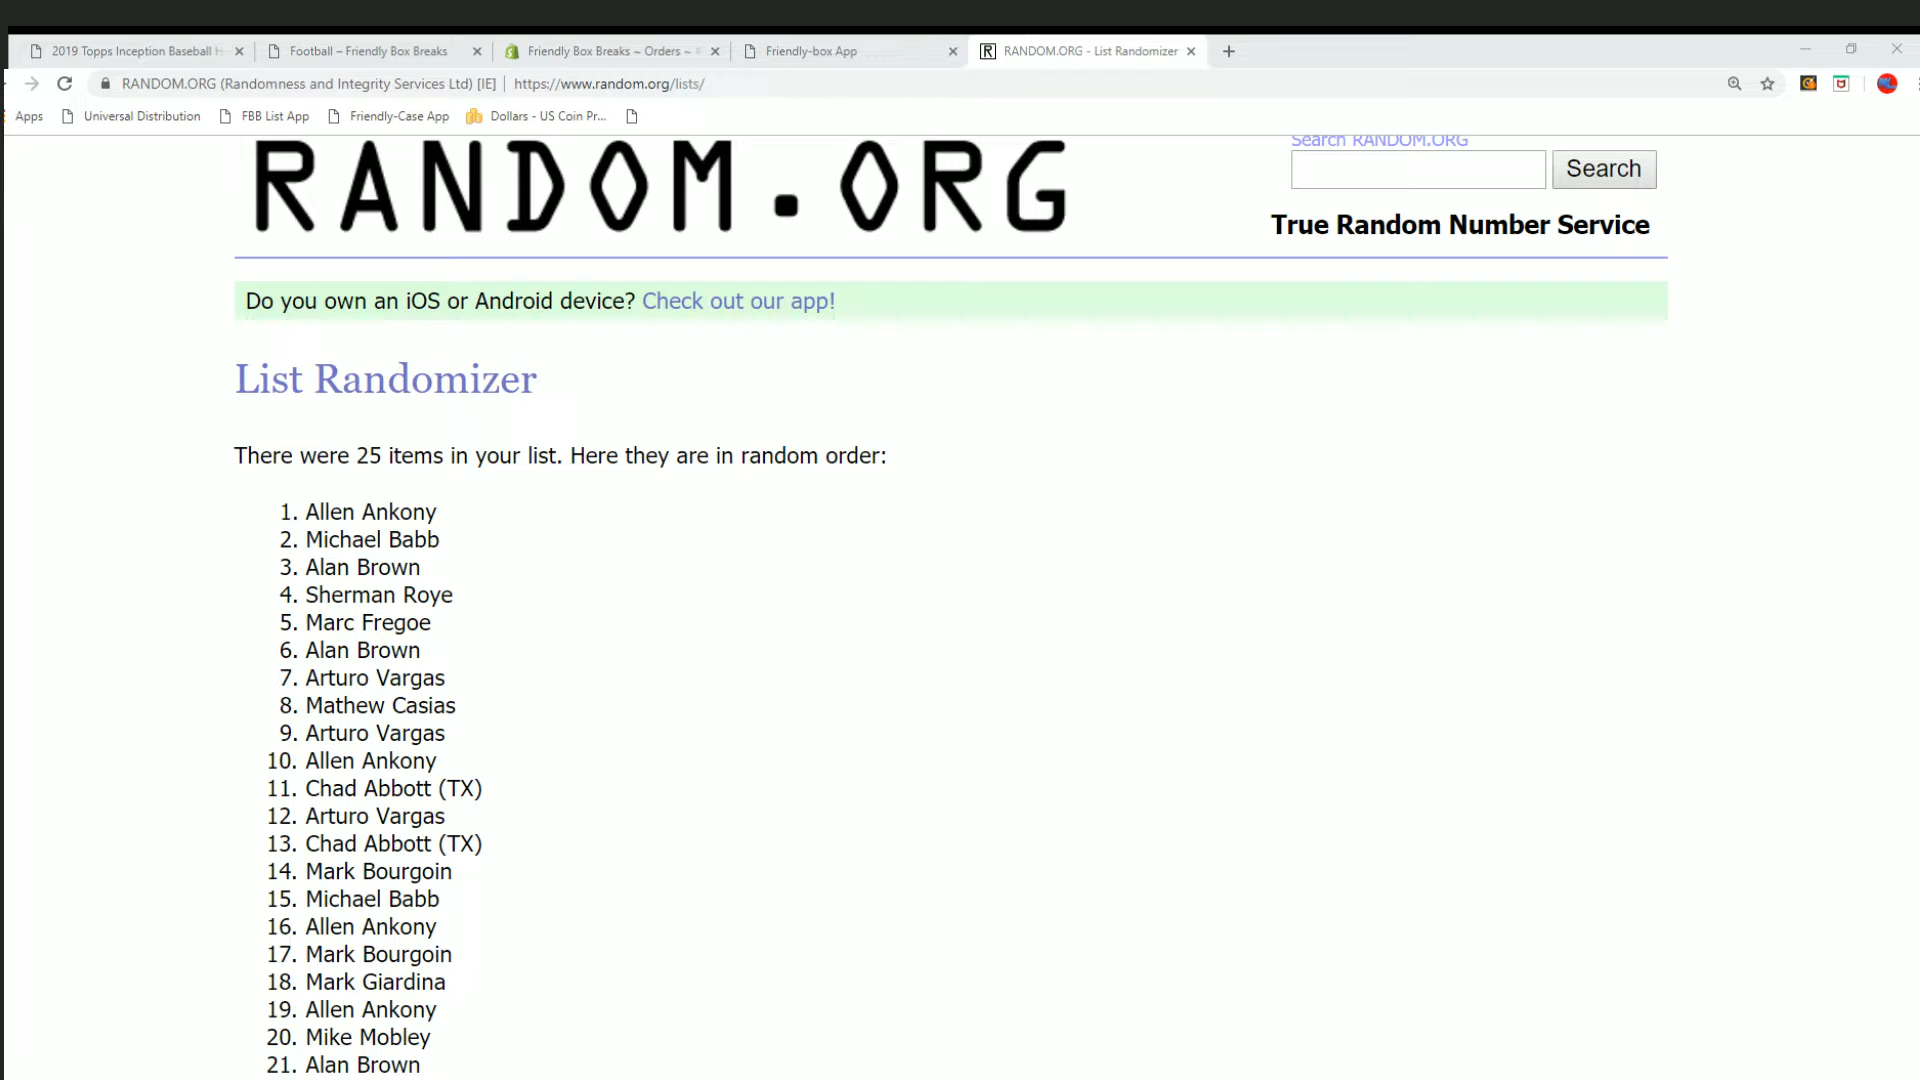 2019 Topps Inception Baseball H
Football – Friendly Box Breaks
Friendly Box Breaks ~ Orders ~
Friendly-box App
RANDOM.ORG - List Randomizer
RANDOM.ORG (Randomness and Integrity Services Ltd) [IE] | https://www.random.org/lists/
Apps
Universal Distribution
FBB List App
Friendly-Case App
Dollars - US Coin Pr...
RANDOM.ORG
Search RANDOM.ORG
Search
True Random Number Service
Do you own an iOS or Android device? Check out our app!
List Randomizer
There were 25 items in your list. Here they are in random order:
1. Allen Ankony
2. Michael Babb
3. Alan Brown
4. Sherman Roye
5. Marc Fregoe
6. Alan Brown
7. Arturo Vargas
8. Mathew Casias
9. Arturo Vargas
10. Allen Ankony
11. Chad Abbott (TX)
12. Arturo Vargas
13. Chad Abbott (TX)
14. Mark Bourgoin
15. Michael Babb
16. Allen Ankony
17. Mark Bourgoin
18. Mark Giardina
19. Allen Ankony
20. Mike Mobley
21. Alan Brown